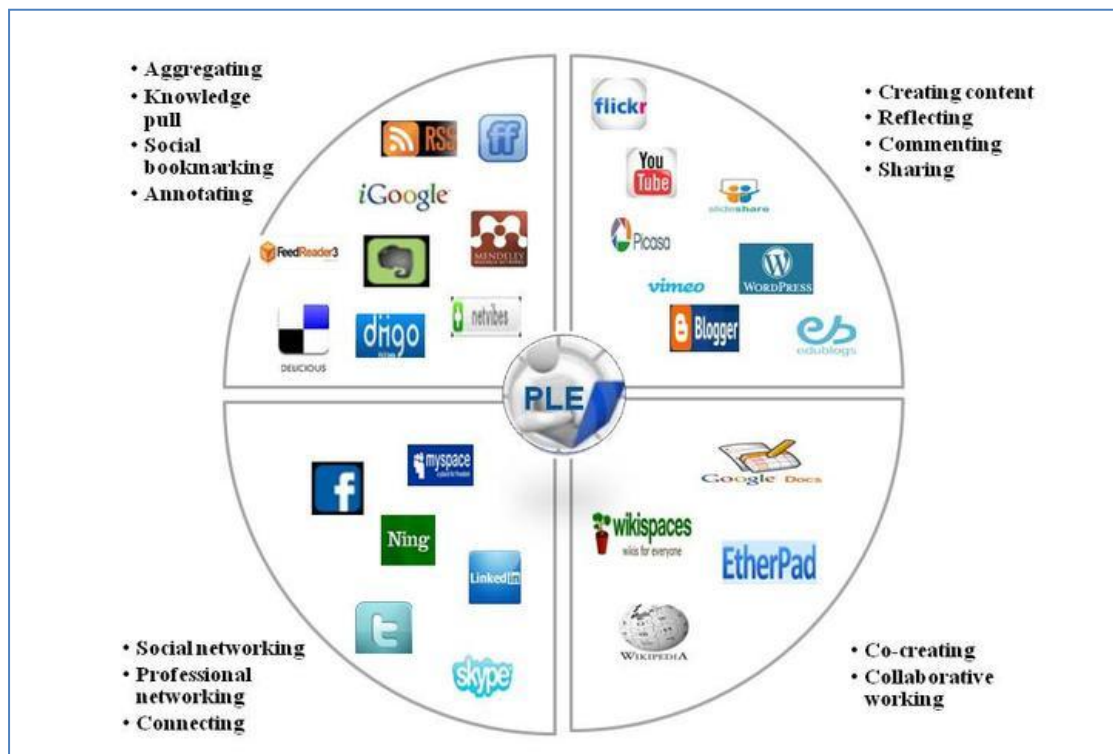 • Aggregating
• Knowledge
pull
• Social
bookmarking
• Annotating
RSS
ff
iGoogle
FeedReader3
MENDELEY
DELICIOUS
diigo
netvibes
• Creating content
• Reflecting
• Commenting
• Sharing
flickr
You
Tube
slideshare
Picasa
vimeo
WORDPRESS
Blogger
edublogs
PLE
f
myspace
Ning
Linked in
t
skype
• Social networking
• Professional
networking
• Connecting
Google Docs
wikispaces
wikis for everyone
EtherPad
WIKIPEDIA
• Co-creating
• Collaborative
working